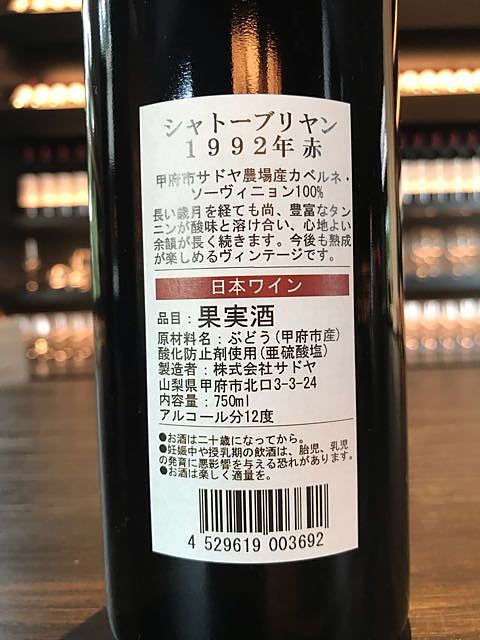 シャトーブリヤン
1992年 赤
甲府市サドヤ農場産カベルネ・
ソーヴィニョン100%
長い歳月を経ても尚、豊富なタン
ニンが酸味と溶け合い、心地よい
余韻が長く続きます。今後も熟成
が楽しめるヴィンテージです。
日本ワイン
品目：果実酒
原材料名：ぶどう(甲府市産)
酸化防止剤使用(亜硫酸塩)
製造者：株式会社サドヤ
山梨県甲府市北口3-3-24
内容量：750ml
アルコール分12度
●お酒は二十歳になってから。
●妊娠中や授乳期の飲酒は、胎児、乳児
の発育に悪影響を与える恐れがあります。
●お酒は楽しく適量を。
4 529619 003692